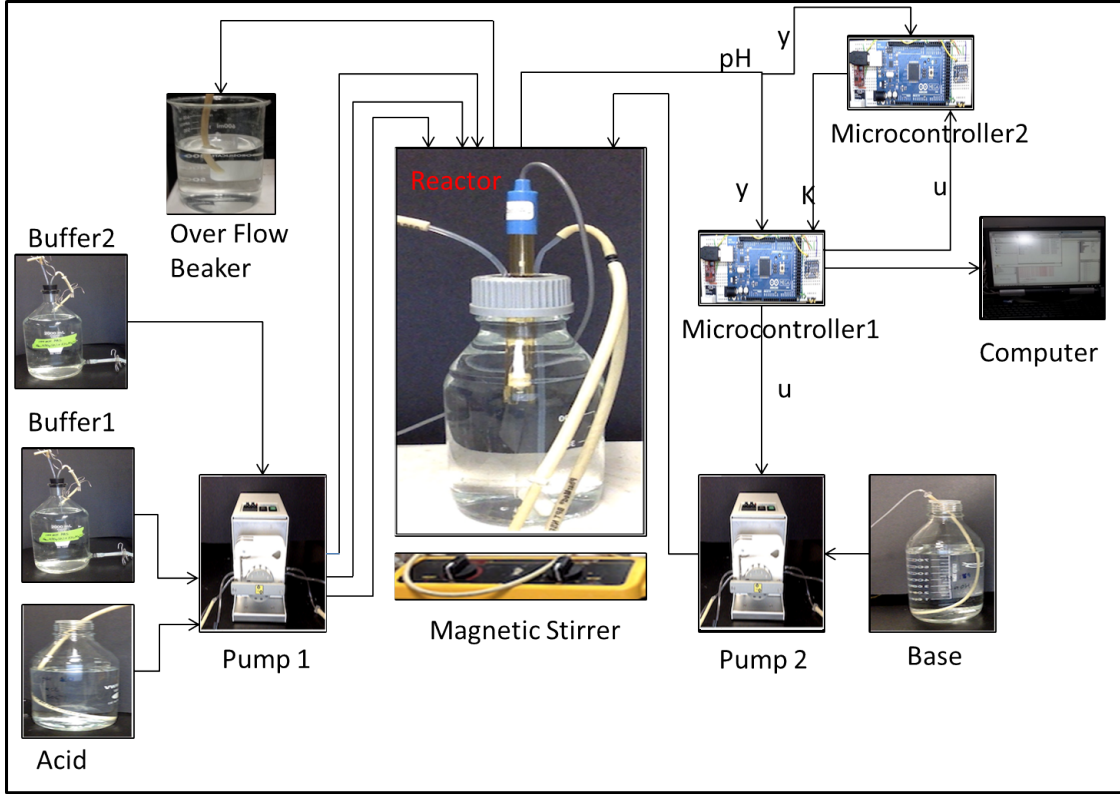 y
pH
Microcontroller2
Reactor
y
K
u
Over Flow
Beaker
Buffer2
Microcontroller1
Computer
u
Buffer1
Magnetic Stirrer
Pump 1
Pump 2
Base
Acid